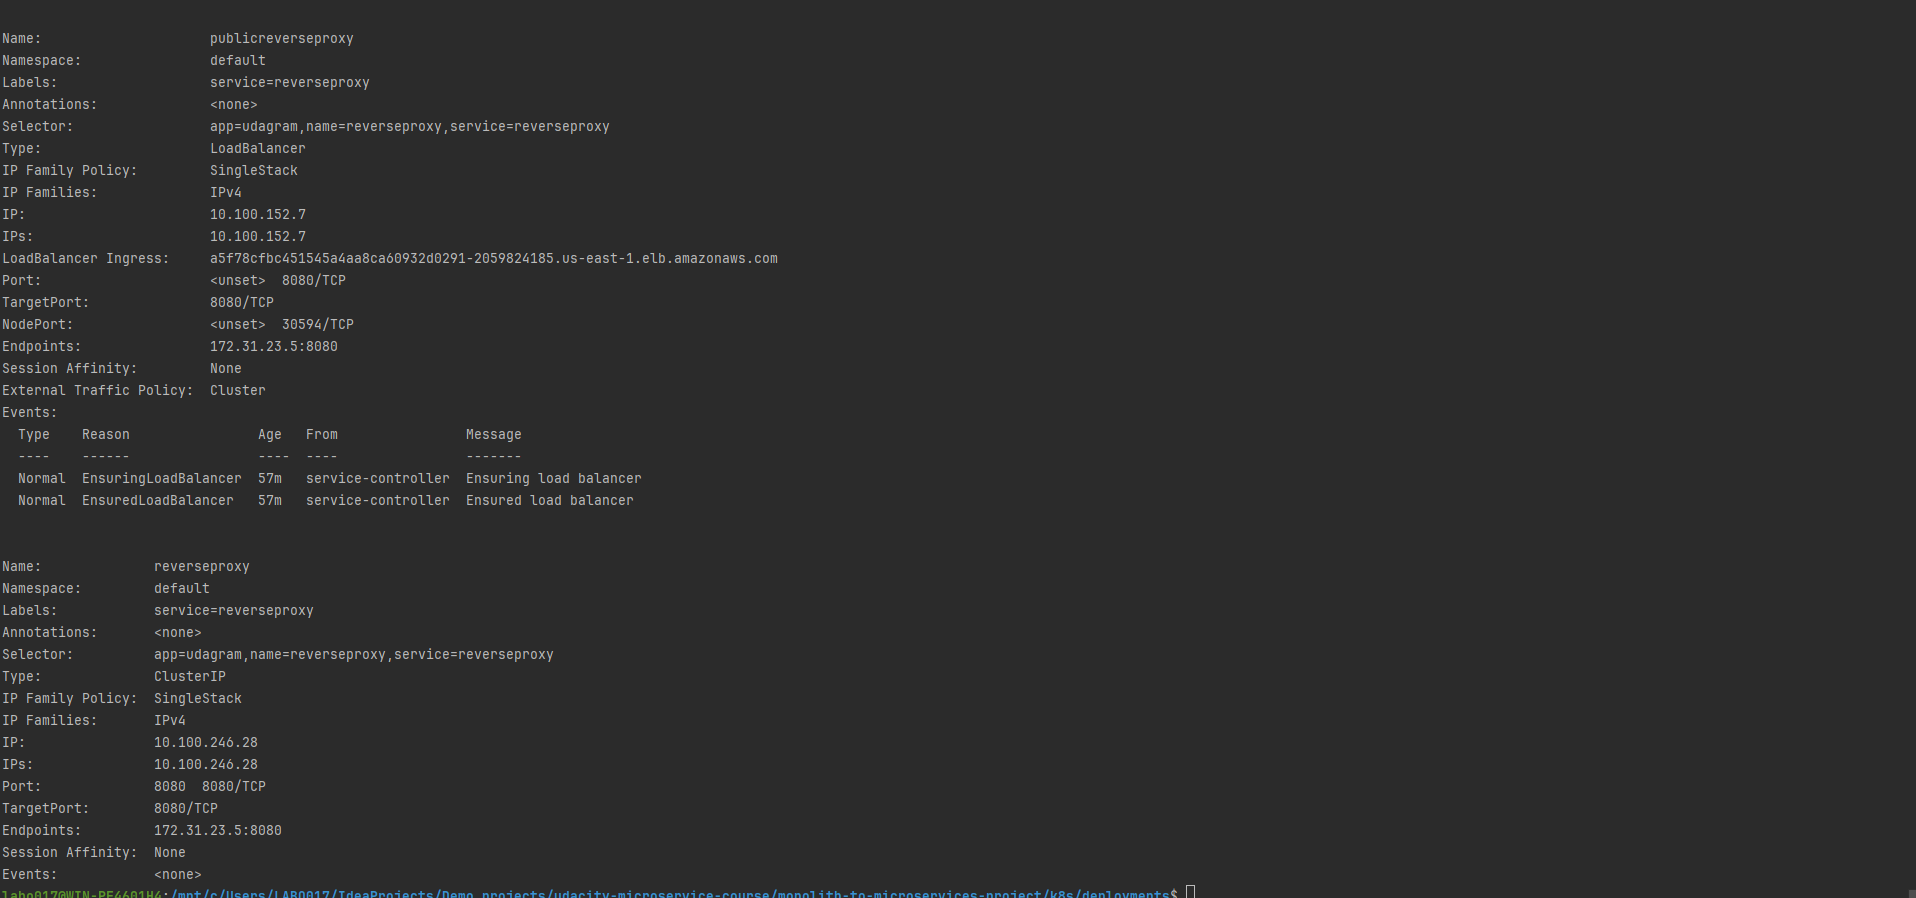 Name:                     publicreverseproxy
Namespace:                default
Labels:                   service=reverseproxy
Annotations:              <none>
Selector:                 app=udagram,name=reverseproxy,service=reverseproxy
Type:                     LoadBalancer
IP Family Policy:         SingleStack
IP Families:              IPv4
IP:                       10.100.152.7
IPs:                      10.100.152.7
LoadBalancer Ingress:     a5f78cfbc451545a4aa8ca60932d0291-2059824185.us-east-1.elb.amazonaws.com
Port:                     <unset>  8080/TCP
TargetPort:               8080/TCP
NodePort:                 <unset>  30594/TCP
Endpoints:                172.31.23.5:8080
Session Affinity:         None
External Traffic Policy:  Cluster
Events:
  Type    Reason                Age   From                Message
  ----    ------                ----  ----                -------
  Normal  EnsuringLoadBalancer  57m   service-controller  Ensuring load balancer
  Normal  EnsuredLoadBalancer   57m   service-controller  Ensured load balancer
Name:              reverseproxy
Namespace:         default
Labels:            service=reverseproxy
Annotations:       <none>
Selector:          app=udagram,name=reverseproxy,service=reverseproxy
Type:              ClusterIP
IP Family Policy:  SingleStack
IP Families:       IPv4
IP:                10.100.246.28
IPs:               10.100.246.28
Port:              8080  8080/TCP
TargetPort:        8080/TCP
Endpoints:         172.31.23.5:8080
Session Affinity:  None
Events:            <none>
labo017@WIN-PE4601H4:/mnt/c/Users/LABO017/IdeaProjects/Demo_projects/udacity-microservice-course/monolith-to-microservices-project/k8s/deployments$